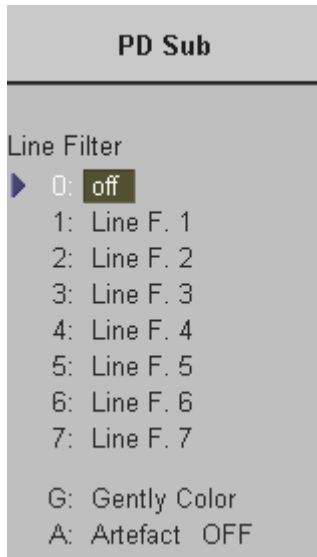 PD Sub
Line Filter
0: off
1: Line F. 1
2: Line F. 2
3: Line F. 3
4: Line F. 4
5: Line F. 5
6: Line F. 6
7: Line F. 7
G: Gently Color
A: Artefact OFF